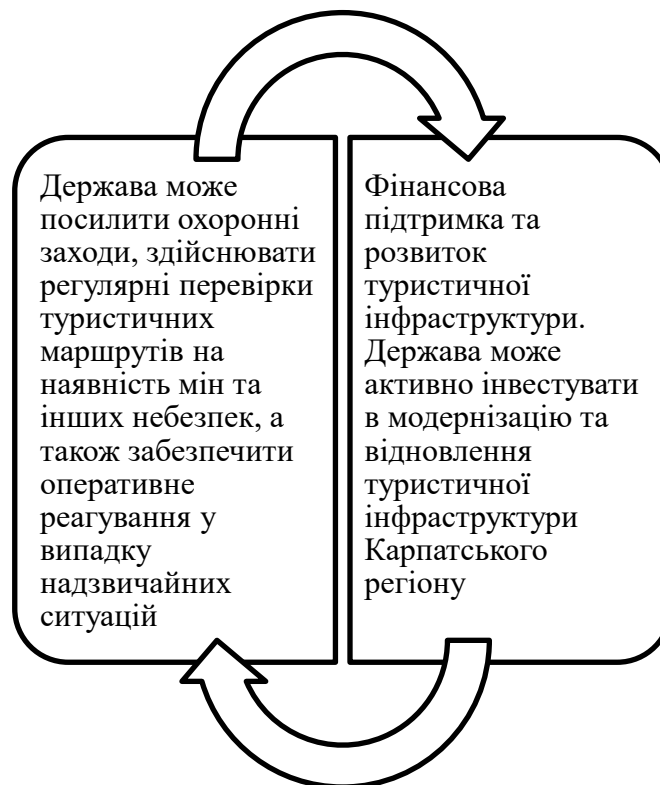 Держава може
посилити охоронні
заходи, здійснювати
регулярні перевірки
туристичних
маршрутів на
наявність мін та
інших небезпек, а
також забезпечити
оперативне
реагування у
випадку
надзвичайних
ситуацій
Фінансова
підтримка та
розвиток
туристичної
інфраструктури.
Держава може
активно інвестувати
в модернізацію та
відновлення
туристичної
інфраструктури
Карпатського
регіону